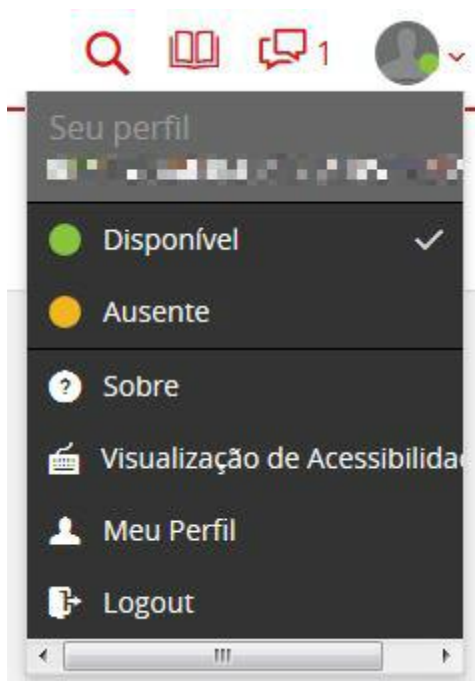 1
Seu perfil
Disponível
Ausente
Sobre
Visualização de Acessibilidad
Meu Perfil
Logout